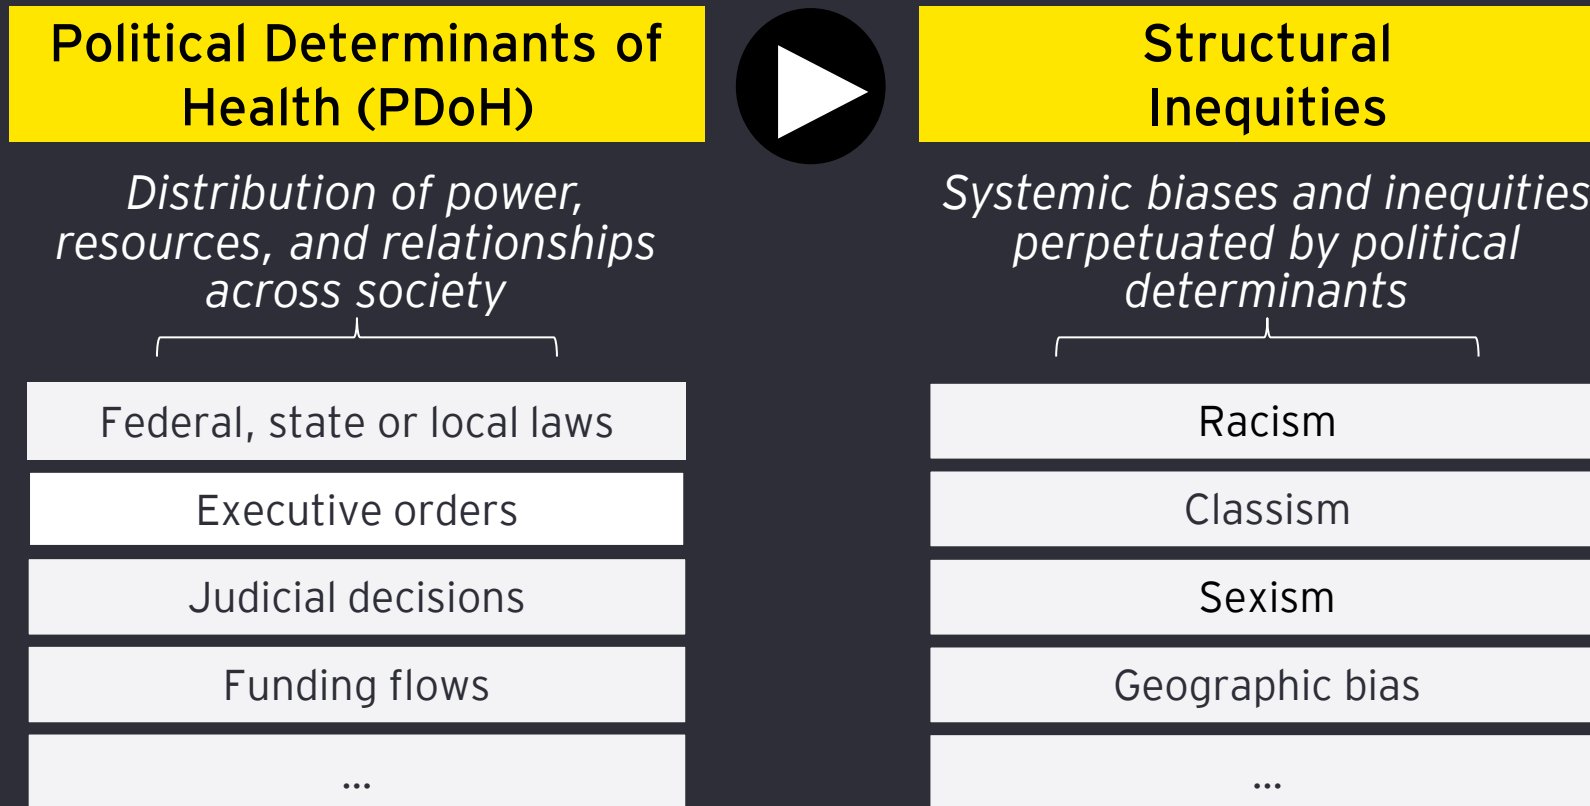 Political Determinants of
Health (PDoH)
Distribution of power,
resources, and relationships
across society
Federal, state or local laws
Executive orders
Judicial decisions
Funding flows
...
Structural
Inequities
Systemic biases and inequities
perpetuated by political
determinants
Racism
Classism
Sexism
Geographic bias
...